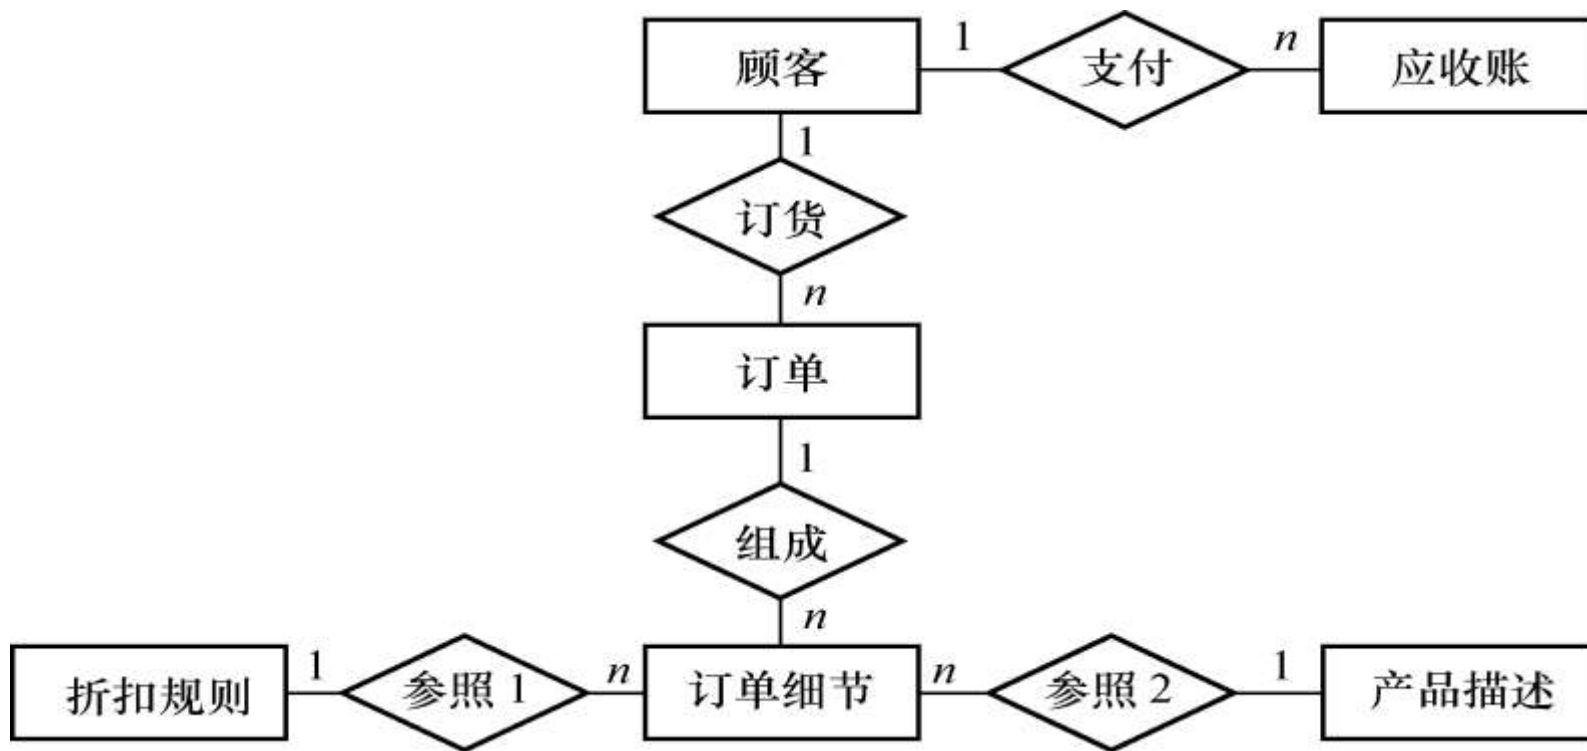 顾客 1 支付 n 应收账
1
订货
n
订单
1
组成
n
折扣规则 1 参照 1 n 订单细节 n 参照 2 1 产品描述